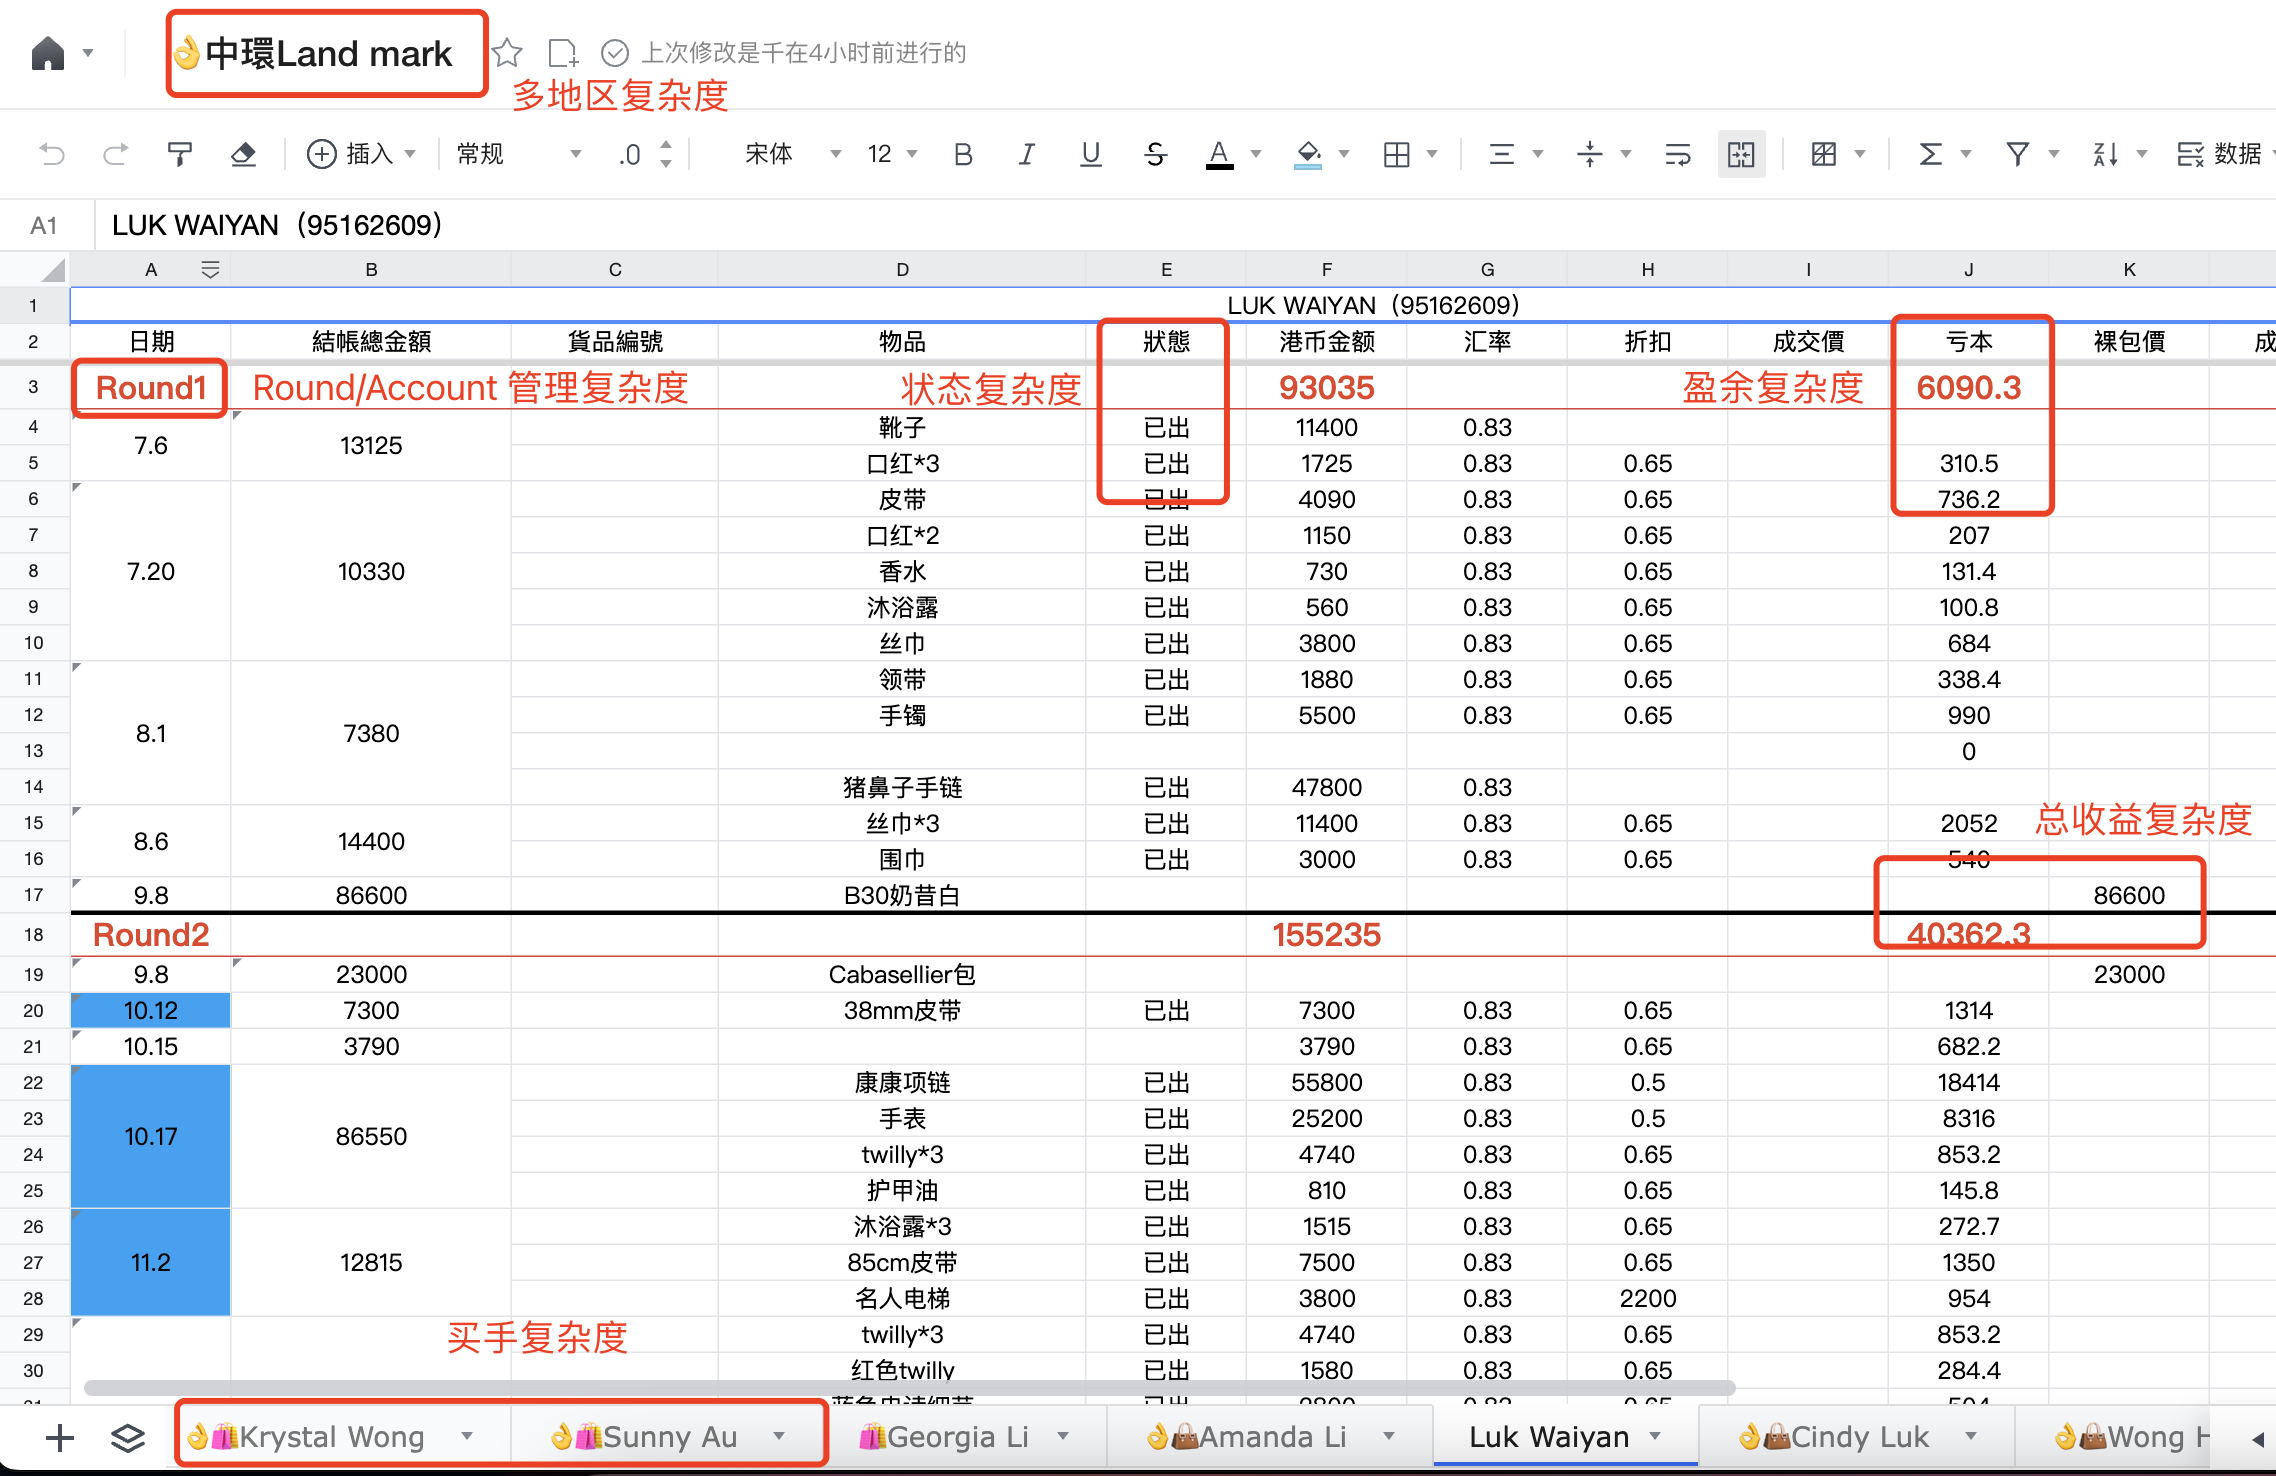 👌中環Land mark
上次修改是千在4小时前进行的
多地区复杂度
插入 常规 .0 宋体 12 B I U S A 数据
A1 LUK WAIYAN（95162609）
A B C D E F G H I J K
1 LUK WAIYAN（95162609）
2 日期 結帳總金額 貨品編號 物品 狀態 港币金额 汇率 折扣 成交價 亏本 裸包價 成
3 Round1 Round/Account 管理复杂度 状态复杂度 93035 盈余复杂度 6090.3
4 7.6 13125 靴子 已出 11400 0.83
5 口红*3 已出 1725 0.83 0.65 310.5
6 皮带 已出 4090 0.83 0.65 736.2
7 7.20 10330 口红*2 已出 1150 0.83 0.65 207
8 香水 已出 730 0.83 0.65 131.4
9 沐浴露 已出 560 0.83 0.65 100.8
10 丝巾 已出 3800 0.83 0.65 684
11 8.1 7380 领带 已出 1880 0.83 0.65 338.4
12 手镯 已出 5500 0.83 0.65 990
13 0
14 猪鼻子手链 已出 47800 0.83
15 8.6 14400 丝巾*3 已出 11400 0.83 0.65 2052
总收益复杂度
16 围巾 已出 3000 0.83 0.65 540
17 9.8 86600 B30奶昔白 86600
18 Round2 155235 40362.3
19 9.8 23000 Cabasellier包 23000
20 10.12 7300 38mm皮带 已出 7300 0.83 0.65 1314
21 10.15 3790 3790 0.83 0.65 682.2
22 10.17 86550 康康项链 已出 55800 0.83 0.5 18414
23 手表 已出 25200 0.83 0.5 8316
24 twilly*3 已出 4740 0.83 0.65 853.2
25 护甲油 已出 810 0.83 0.65 145.8
26 11.2 12815 沐浴露*3 已出 1515 0.83 0.65 272.7
27 85cm皮带 已出 7500 0.83 0.65 1350
28 名人电梯 已出 3800 0.83 2200 954
29 twilly*3 已出 4740 0.83 0.65 853.2
买手复杂度
30 红色twilly 已出 1580 0.83 0.65 284.4
👌🛍️Krystal Wong 👌🛍️Sunny Au 🛍️Georgia Li 👌👜Amanda Li Luk Waiyan 👌👜Cindy Luk 👌👜Wong H